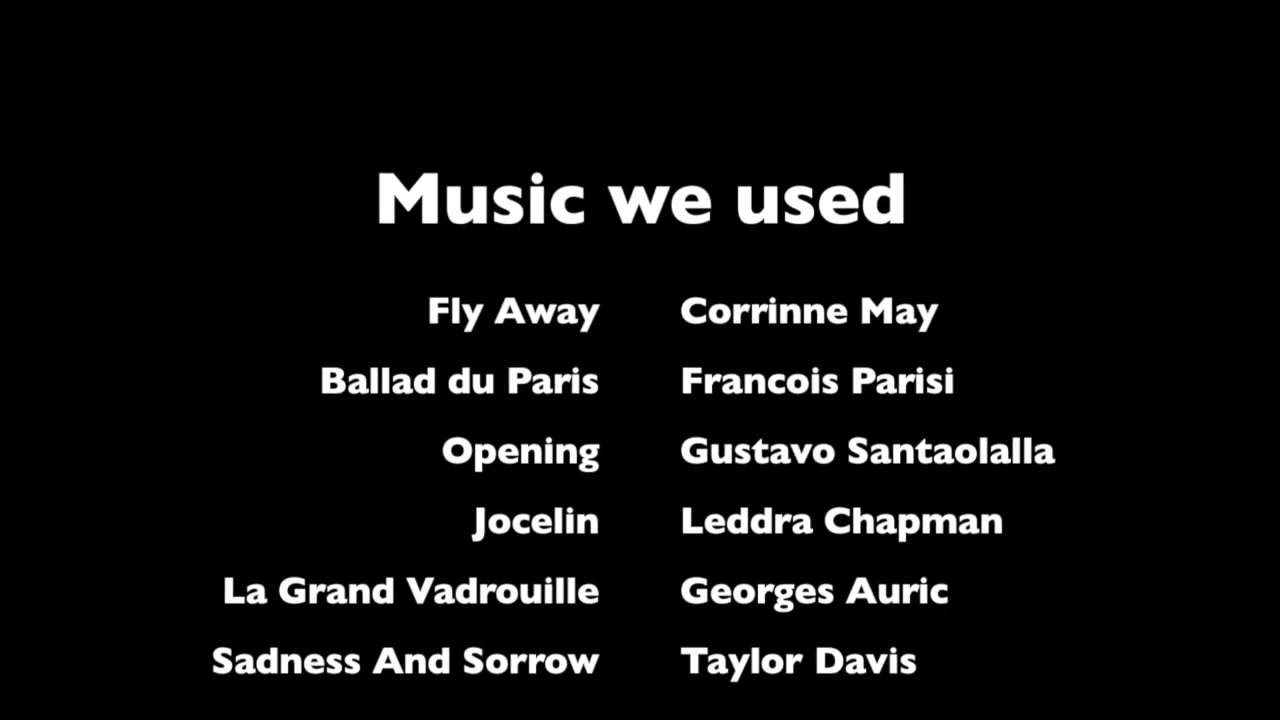 Music we used
Fly Away Corrinne May
Ballad du Paris Francois Parisi
Opening Gustavo Santaolalla
Jocelin Leddra Chapman
La Grand Vadrouille Georges Auric
Sadness And Sorrow Taylor Davis